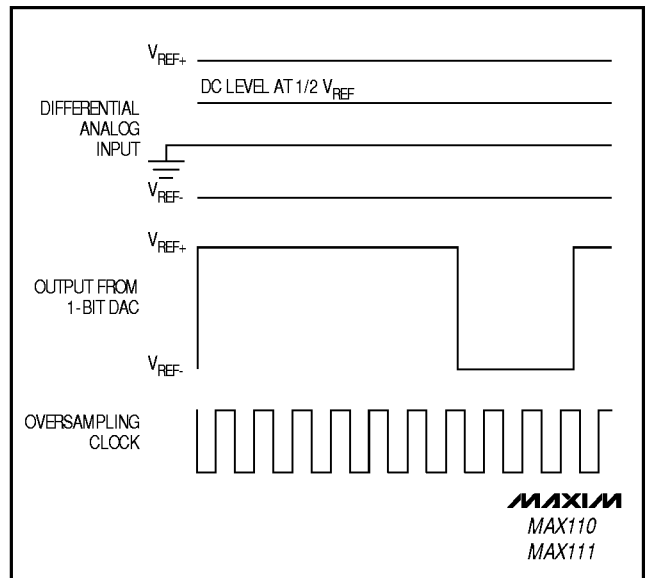 VREF+
DC LEVEL AT 1/2 VREF
DIFFERENTIAL
ANALOG
INPUT
VREF-
VREF+
OUTPUT FROM
1-BIT DAC
VREF-
OVERSAMPLING
CLOCK
MAXIM
MAX110
MAX111